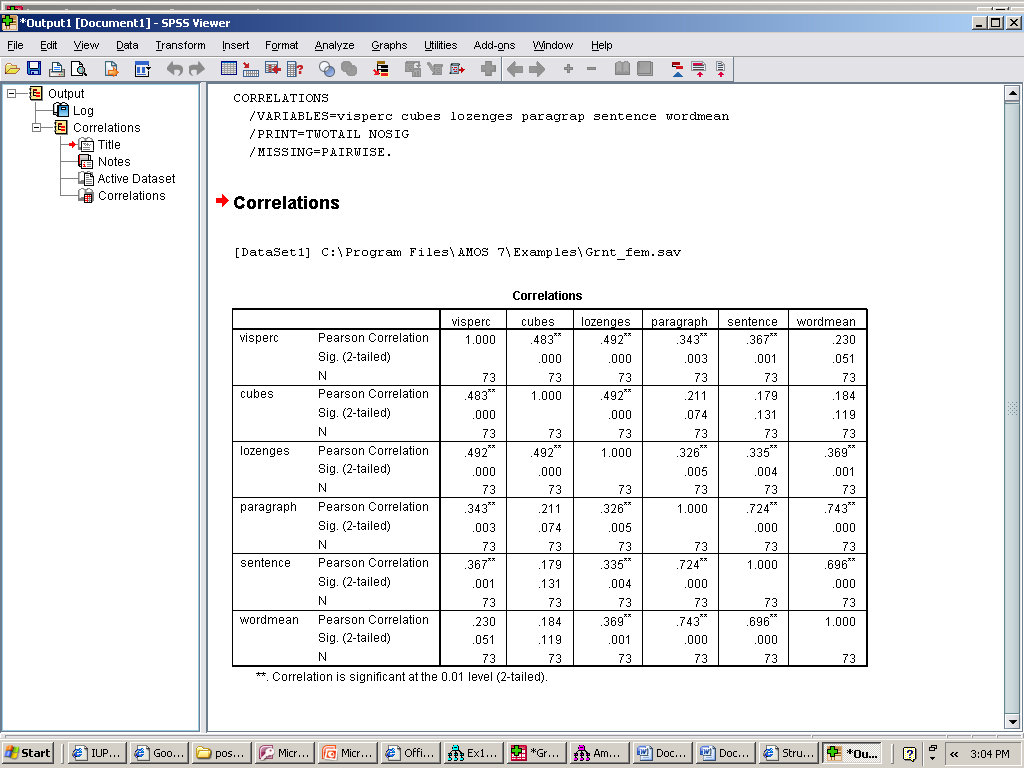 *Output1 [Document1] - SPSS Viewer
File Edit View Data Transform Insert Format Analyze Graphs Utilities Add-ons Window Help
Output
Log
Correlations
Title
Notes
Active Dataset
Correlations
CORRELATIONS
/VARIABLES=visperc cubes lozenges paragrap sentence wordmean
/PRINT=TWOTAIL NOSIG
/MISSING=PAIRWISE.
Correlations
[DataSet1] C:\Program Files\AMOS 7\Examples\Grnt_fem.sav
Correlations
visperc cubes lozenges paragraph sentence wordmean
visperc Pearson Correlation 1.000 .483** .492** .343** .367** .230
Sig. (2-tailed) .000 .000 .003 .001 .051
N 73 73 73 73 73 73
cubes Pearson Correlation .483** 1.000 .492** .211 .179 .184
Sig. (2-tailed) .000 .000 .074 .131 .119
N 73 73 73 73 73 73
lozenges Pearson Correlation .492** .492** 1.000 .326** .335** .369**
Sig. (2-tailed) .000 .000 .005 .004 .001
N 73 73 73 73 73 73
paragraph Pearson Correlation .343** .211 .326** 1.000 .724** .743**
Sig. (2-tailed) .003 .074 .005 .000 .000
N 73 73 73 73 73 73
sentence Pearson Correlation .367** .179 .335** .724** 1.000 .696**
Sig. (2-tailed) .001 .131 .004 .000 .000
N 73 73 73 73 73 73
wordmean Pearson Correlation .230 .184 .369** .743** .696** 1.000
Sig. (2-tailed) .051 .119 .001 .000 .000
N 73 73 73 73 73 73
**. Correlation is significant at the 0.01 level (2-tailed).
Start IUP... Goo... pos... Micr... Micr... Offi... Ex1... *Gr... Am... Doc... Doc... Stru... *Ou... « 3:04 PM